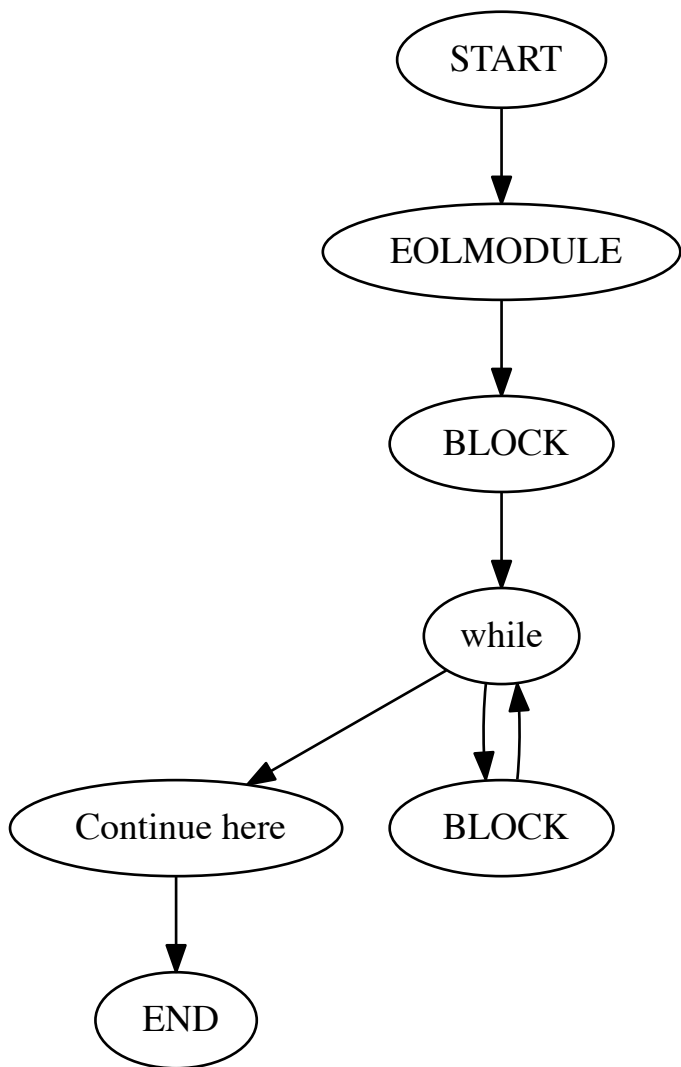 START
EOLMODULE
BLOCK
while
Continue here
BLOCK
END